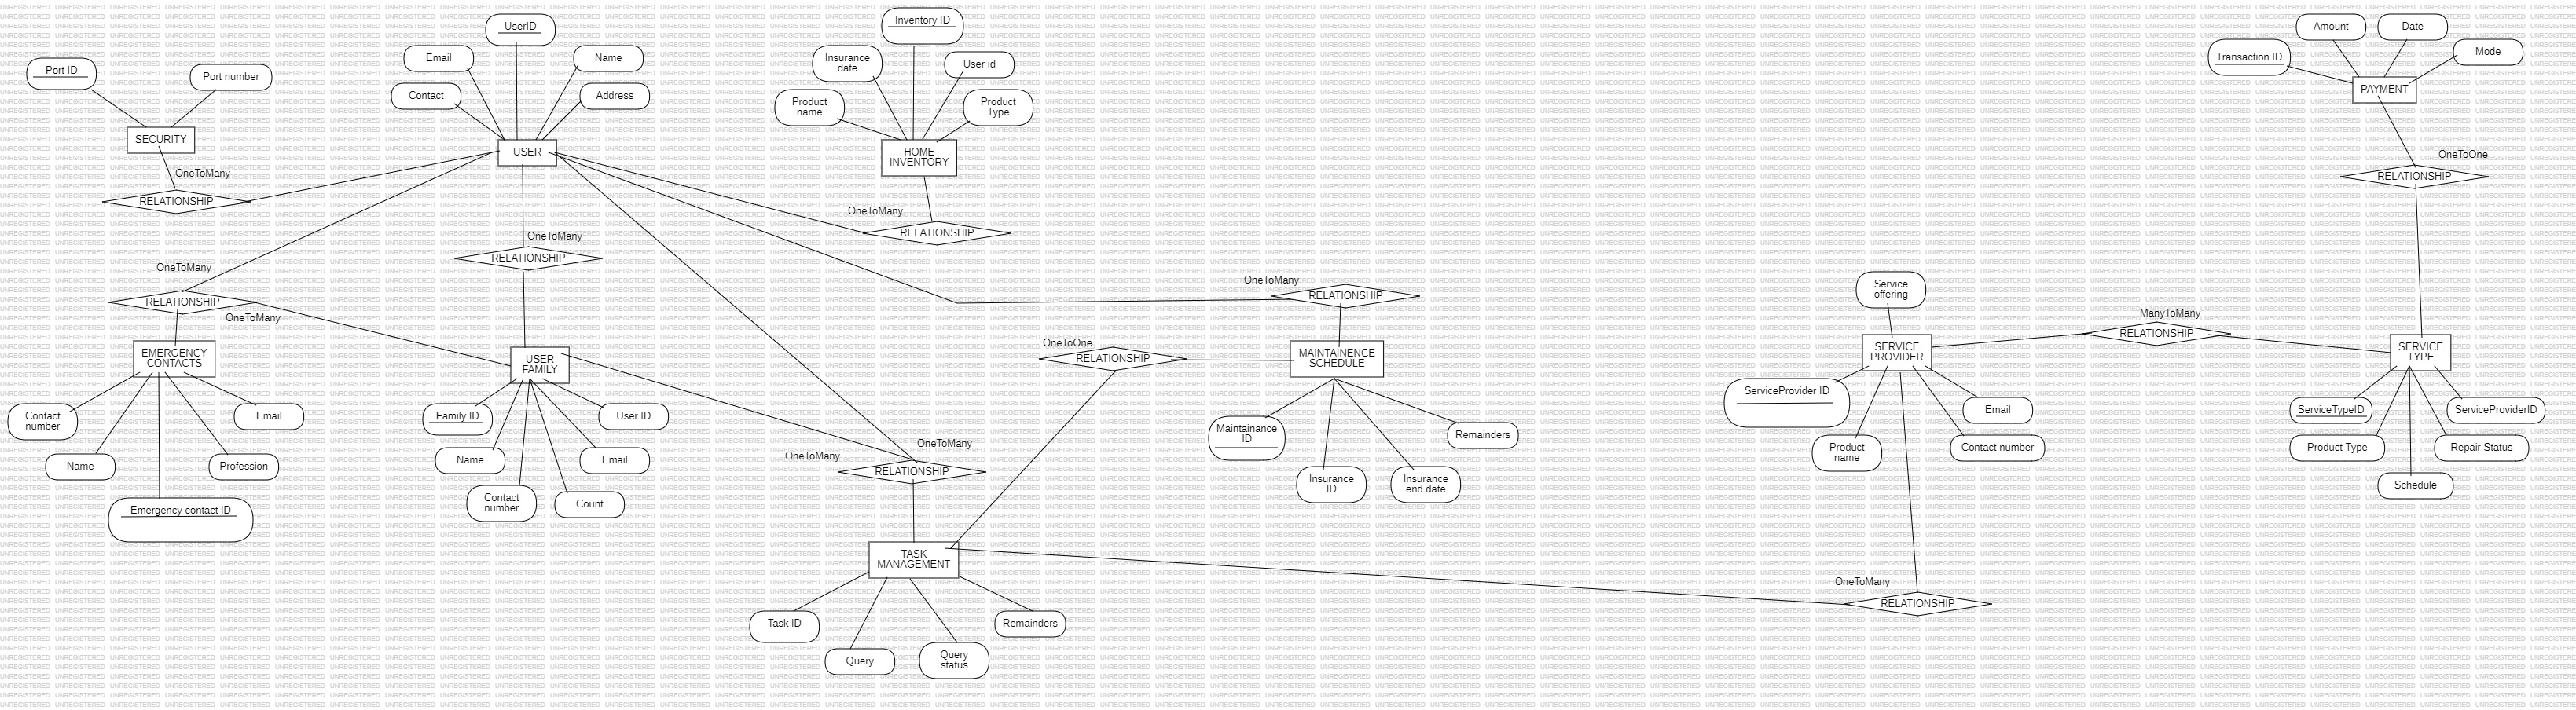 Inventory ID
UserID
Amount
Date
Email
Name
Insurance
date
User id
Transaction ID
Mode
Port ID
Port number
Contact
Address
Product
name
Product
Type
PAYMENT
SECURITY
USER
HOME
INVENTORY
OneToMany
RELATIONSHIP
OneToMany
RELATIONSHIP
OneToOne
RELATIONSHIP
OneToMany
RELATIONSHIP
OneToMany
RELATIONSHIP
OneToMany
OneToMany
RELATIONSHIP
Service
offering
ManyToMany
RELATIONSHIP
EMERGENCY
CONTACTS
USER
FAMILY
OneToOne
RELATIONSHIP
MAINTAINENCE
SCHEDULE
SERVICE
PROVIDER
SERVICE
TYPE
Contact
number
Email
Family ID
User ID
Name
Profession
Emergency contact ID
Name
Email
Contact
number
Count
OneToMany
OneToMany
RELATIONSHIP
Maintainance
ID
Remainders
Insurance
ID
Insurance
end date
ServiceProvider ID
Email
Product
name
Contact number
ServiceTypeID
ServiceProviderID
Product Type
Repair Status
Schedule
TASK
MANAGEMENT
OneToMany
RELATIONSHIP
Task ID
Remainders
Query
Query
status
UNREGISTERED